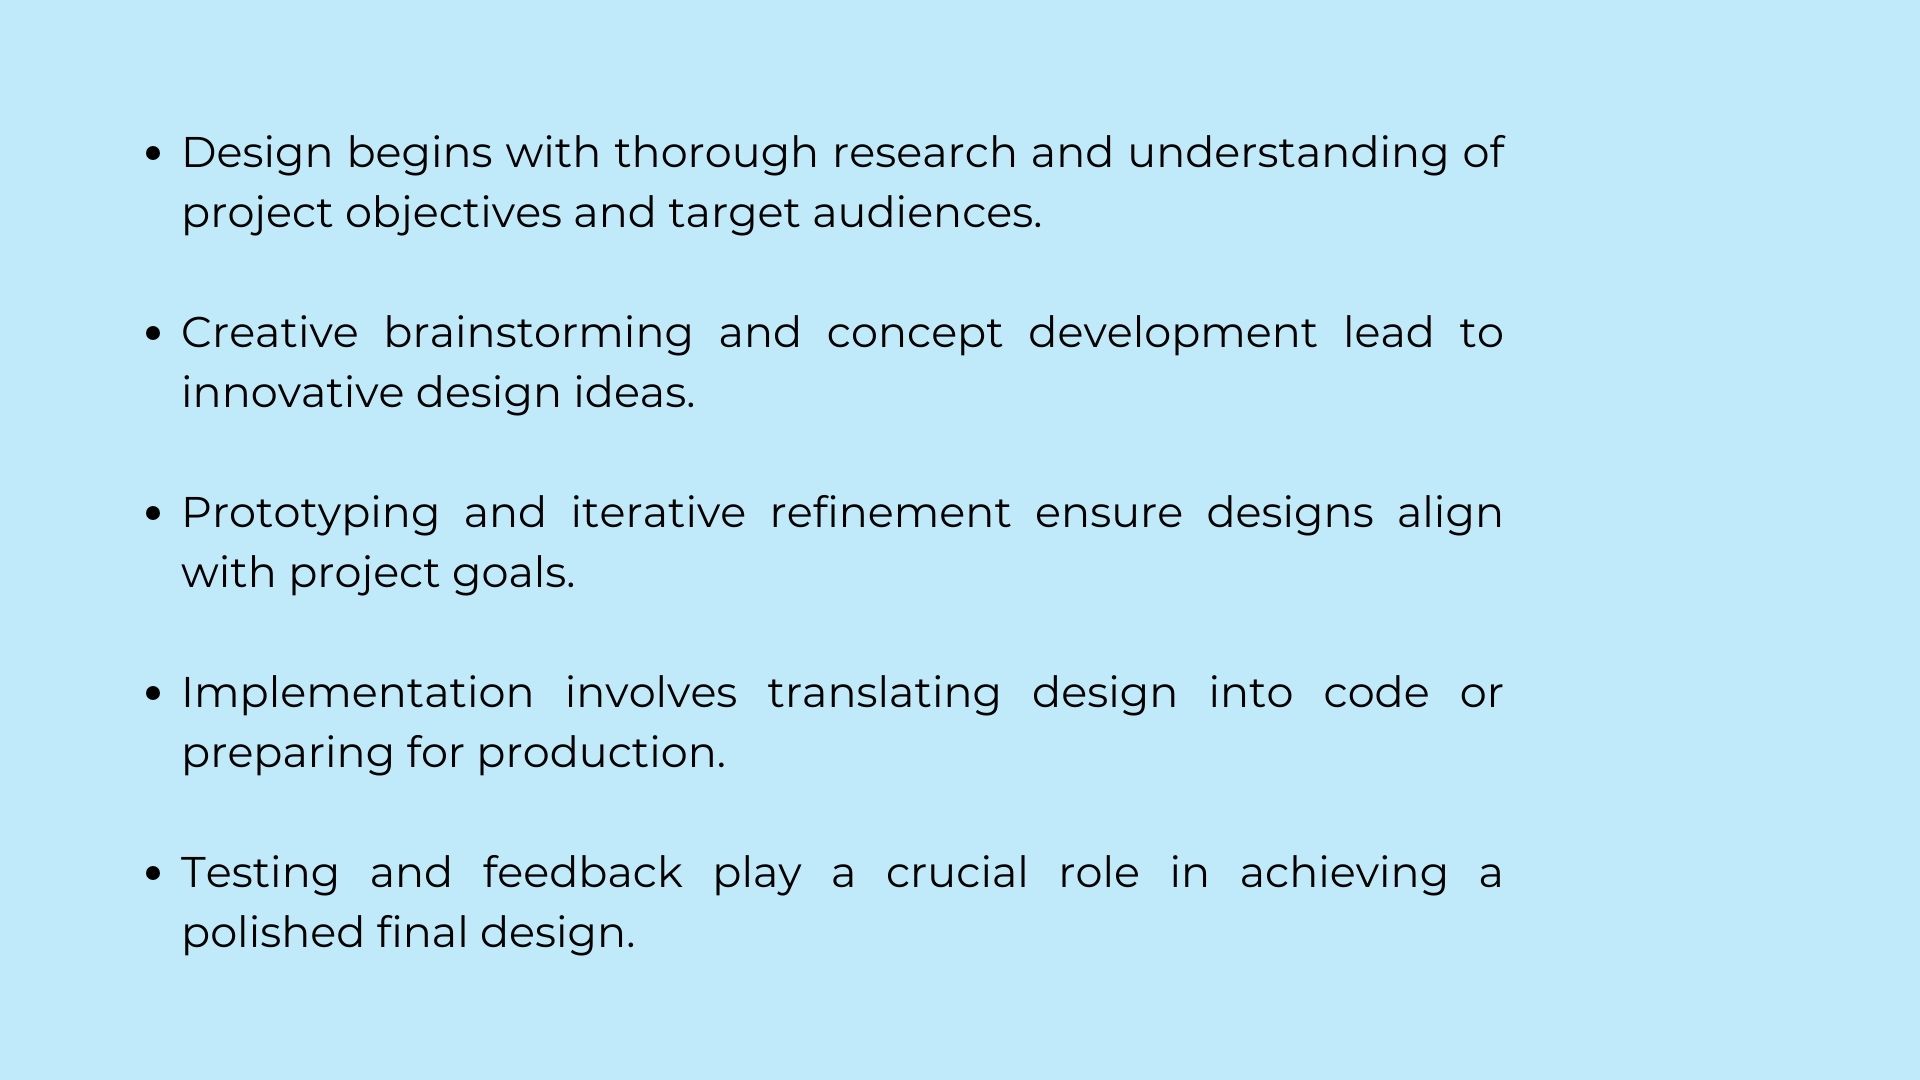 • Design begins with thorough research and understanding of
project objectives and target audiences.
• Creative brainstorming and concept development lead to
innovative design ideas.
• Prototyping and iterative refinement ensure designs align
with project goals.
• Implementation involves translating design into code or
preparing for production.
• Testing and feedback play a crucial role in achieving a
polished final design.